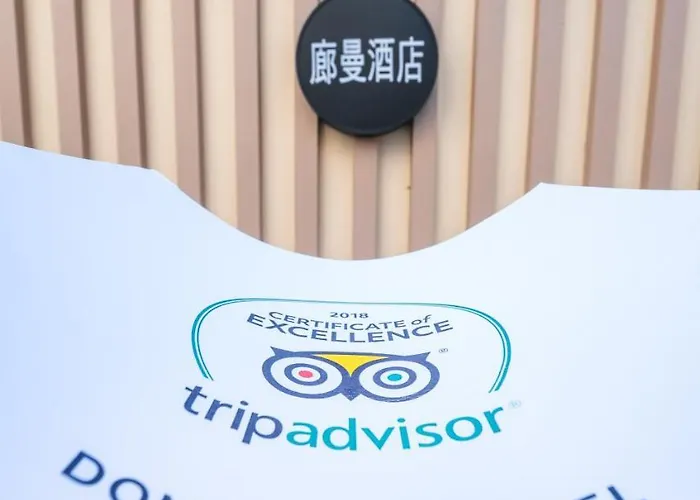 廊曼酒店
2018
CERTIFICATE of
EXCELLENCE
tripadvisor®